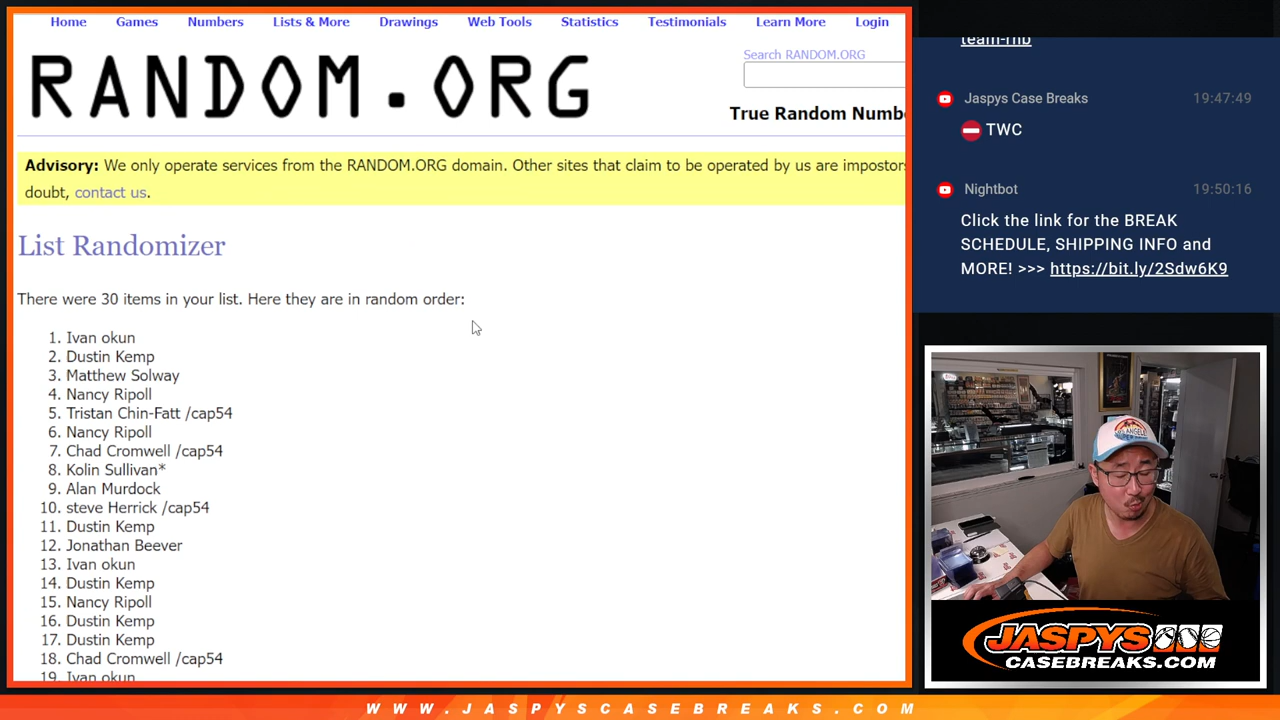 Home Games Numbers Lists & More Drawings Web Tools Statistics Testimonials Learn More Login
RANDOM.ORG
Search RANDOM.ORG
True Random Numb
Advisory: We only operate services from the RANDOM.ORG domain. Other sites that claim to be operated by us are impostors
doubt, contact us.
List Randomizer
There were 30 items in your list. Here they are in random order:
1. Ivan okun
2. Dustin Kemp
3. Matthew Solway
4. Nancy Ripoll
5. Tristan Chin-Fatt /cap54
6. Nancy Ripoll
7. Chad Cromwell /cap54
8. Kolin Sullivan*
9. Alan Murdock
10. steve Herrick /cap54
11. Dustin Kemp
12. Jonathan Beever
13. Ivan okun
14. Dustin Kemp
15. Nancy Ripoll
16. Dustin Kemp
17. Dustin Kemp
18. Chad Cromwell /cap54
19. Ivan okun
team-rnb
Jaspys Case Breaks 19:47:49
TWC
Nightbot 19:50:16
Click the link for the BREAK
SCHEDULE, SHIPPING INFO and
MORE! >>> https://bit.ly/2Sdw6K9
JASPYS
CASEBREAKS.COM
WWW.JASPYSCASEBREAKS.COM